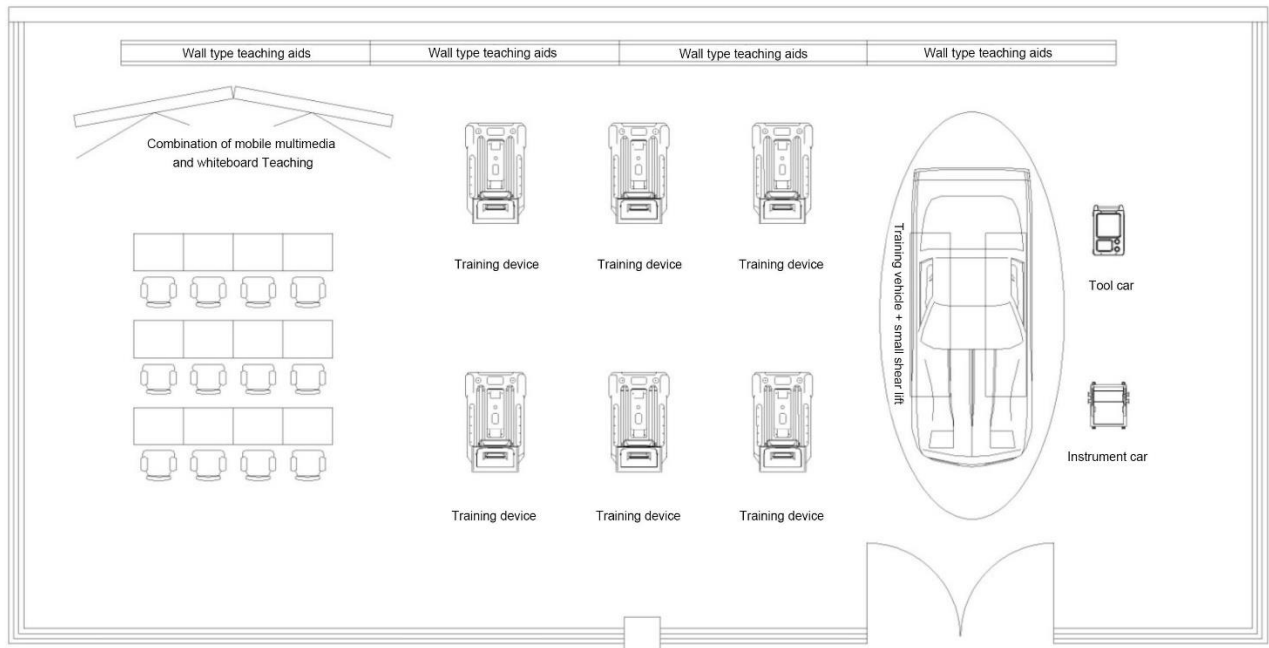 Wall type teaching aids
Wall type teaching aids
Wall type teaching aids
Wall type teaching aids
Combination of mobile multimedia
and whiteboard Teaching
Training device
Training device
Training device
Training vehicle + small shear lift
Tool car
Instrument car
Training device
Training device
Training device